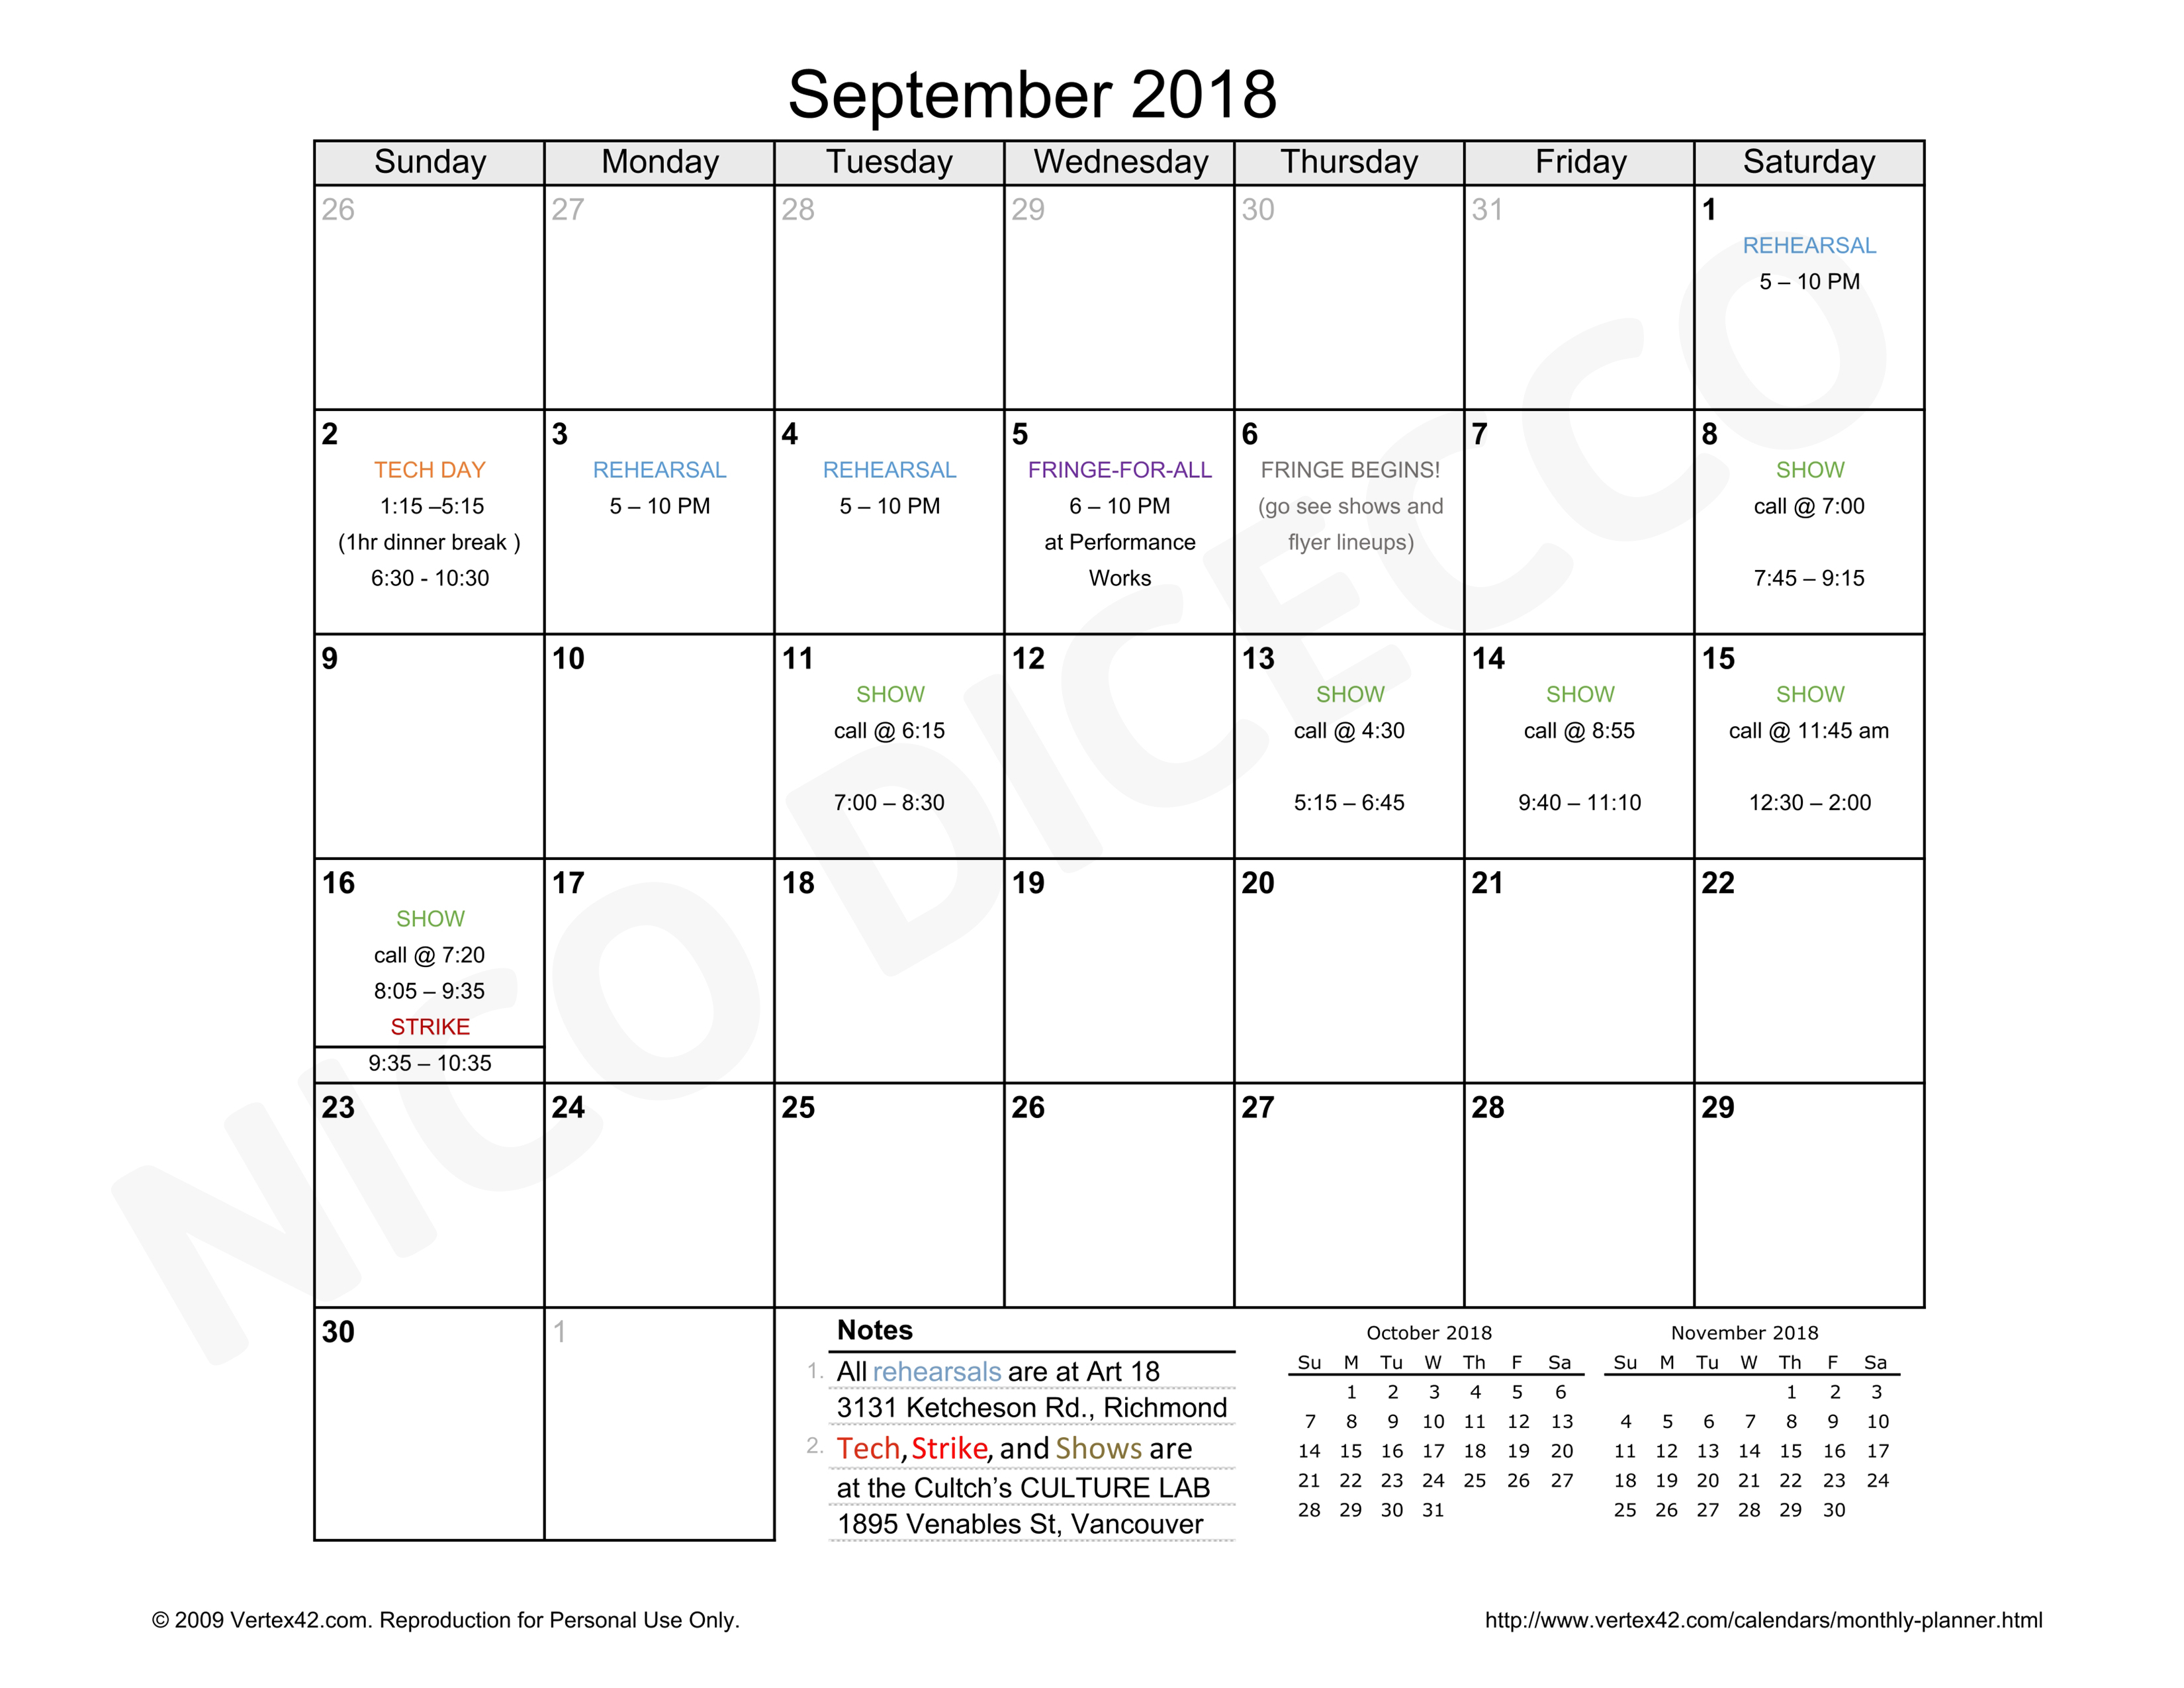 September 2018
Sunday Monday Tuesday Wednesday Thursday Friday Saturday
26 27 28 29 30 31 1
REHEARSAL
5 – 10 PM
2
TECH DAY
1:15 –5:15
(1hr dinner break )
6:30 - 10:30
3
REHEARSAL
5 – 10 PM
4
REHEARSAL
5 – 10 PM
5
FRINGE-FOR-ALL
6 – 10 PM
at Performance
Works
6
FRINGE BEGINS!
(go see shows and
flyer lineups)
7
8
SHOW
call @ 7:00
7:45 – 9:15
9
10
11
SHOW
call @ 6:15
7:00 – 8:30
12
13
SHOW
call @ 4:30
5:15 – 6:45
14
SHOW
call @ 8:55
9:40 – 11:10
15
SHOW
call @ 11:45 am
12:30 – 2:00
16
SHOW
call @ 7:20
8:05 – 9:35
STRIKE
9:35 – 10:35
17 18 19 20 21 22
23 24 25 26 27 28 29
30 1
NICO DICECCO
Notes
1. All rehearsals are at Art 18
3131 Ketcheson Rd., Richmond
2. Tech, Strike, and Shows are
at the Cultch's CULTURE LAB
1895 Venables St, Vancouver
October 2018
Su M Tu W Th F Sa
1 2 3 4 5 6
7 8 9 10 11 12 13
14 15 16 17 18 19 20
21 22 23 24 25 26 27
28 29 30 31
November 2018
Su M Tu W Th F Sa
1 2 3
4 5 6 7 8 9 10
11 12 13 14 15 16 17
18 19 20 21 22 23 24
25 26 27 28 29 30
© 2009 Vertex42.com. Reproduction for Personal Use Only.
http://www.vertex42.com/calendars/monthly-planner.html